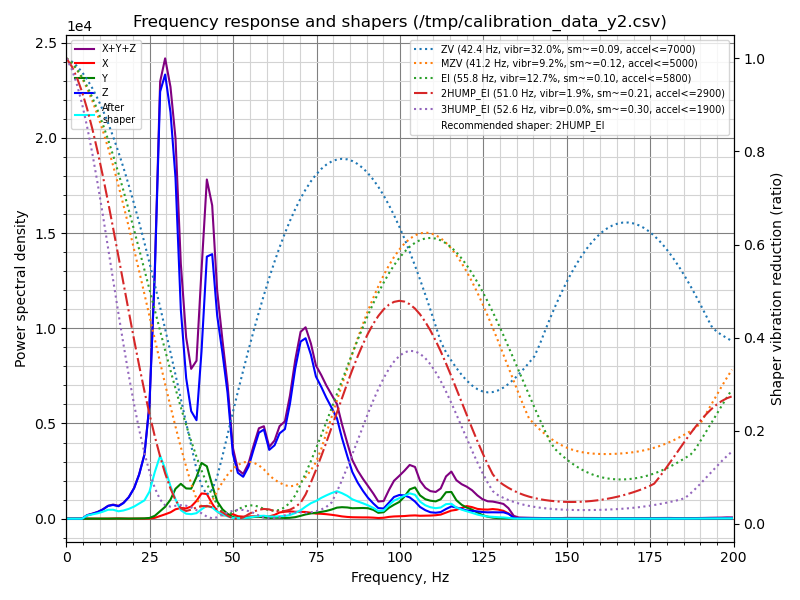 Frequency response and shapers (/tmp/calibration_data_y2.csv)
1e4
X+Y+Z
X
Y
Z
After
shaper
ZV (42.4 Hz, vibr=32.0%, sm~=0.09, accel<=7000)
MZV (41.2 Hz, vibr=9.2%, sm~=0.12, accel<=5000)
EI (55.8 Hz, vibr=12.7%, sm~=0.10, accel<=5800)
2HUMP_EI (51.0 Hz, vibr=1.9%, sm~=0.21, accel<=2900)
3HUMP_EI (52.6 Hz, vibr=0.0%, sm~=0.30, accel<=1900)
Recommended shaper: 2HUMP_EI
Power spectral density
2.5
2.0
1.5
1.0
0.5
0.0
Shaper vibration reduction (ratio)
1.0
0.8
0.6
0.4
0.2
0.0
0 25 50 75 100 125 150 175 200
Frequency, Hz